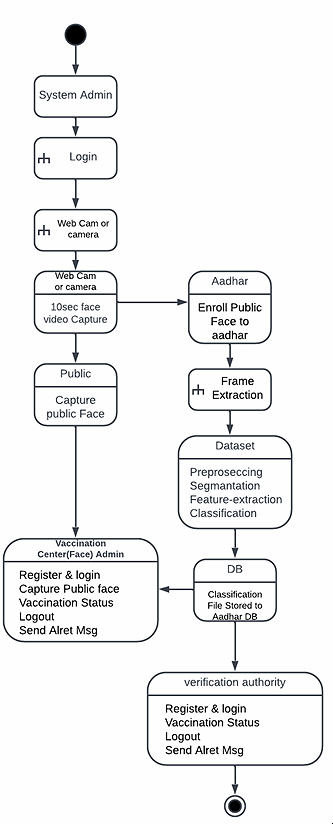 System Admin
Login
Web Cam or
camera
Web Cam
or camera
10sec face
video Capture
Aadhar
Enroll Public
Face to
aadhar
Public
Capture
public Face
Frame
Extraction
Dataset
Preproseccing
Segmantation
Feature-extraction
Classification
Vaccination
Center(Face) Admin
Register & login
Capture Public face
Vaccination Status
Logout
Send Alret Msg
DB
Classification
File Stored to
Aadhar DB
verification authority
Register & login
Vaccination Status
Logout
Send Alret Msg